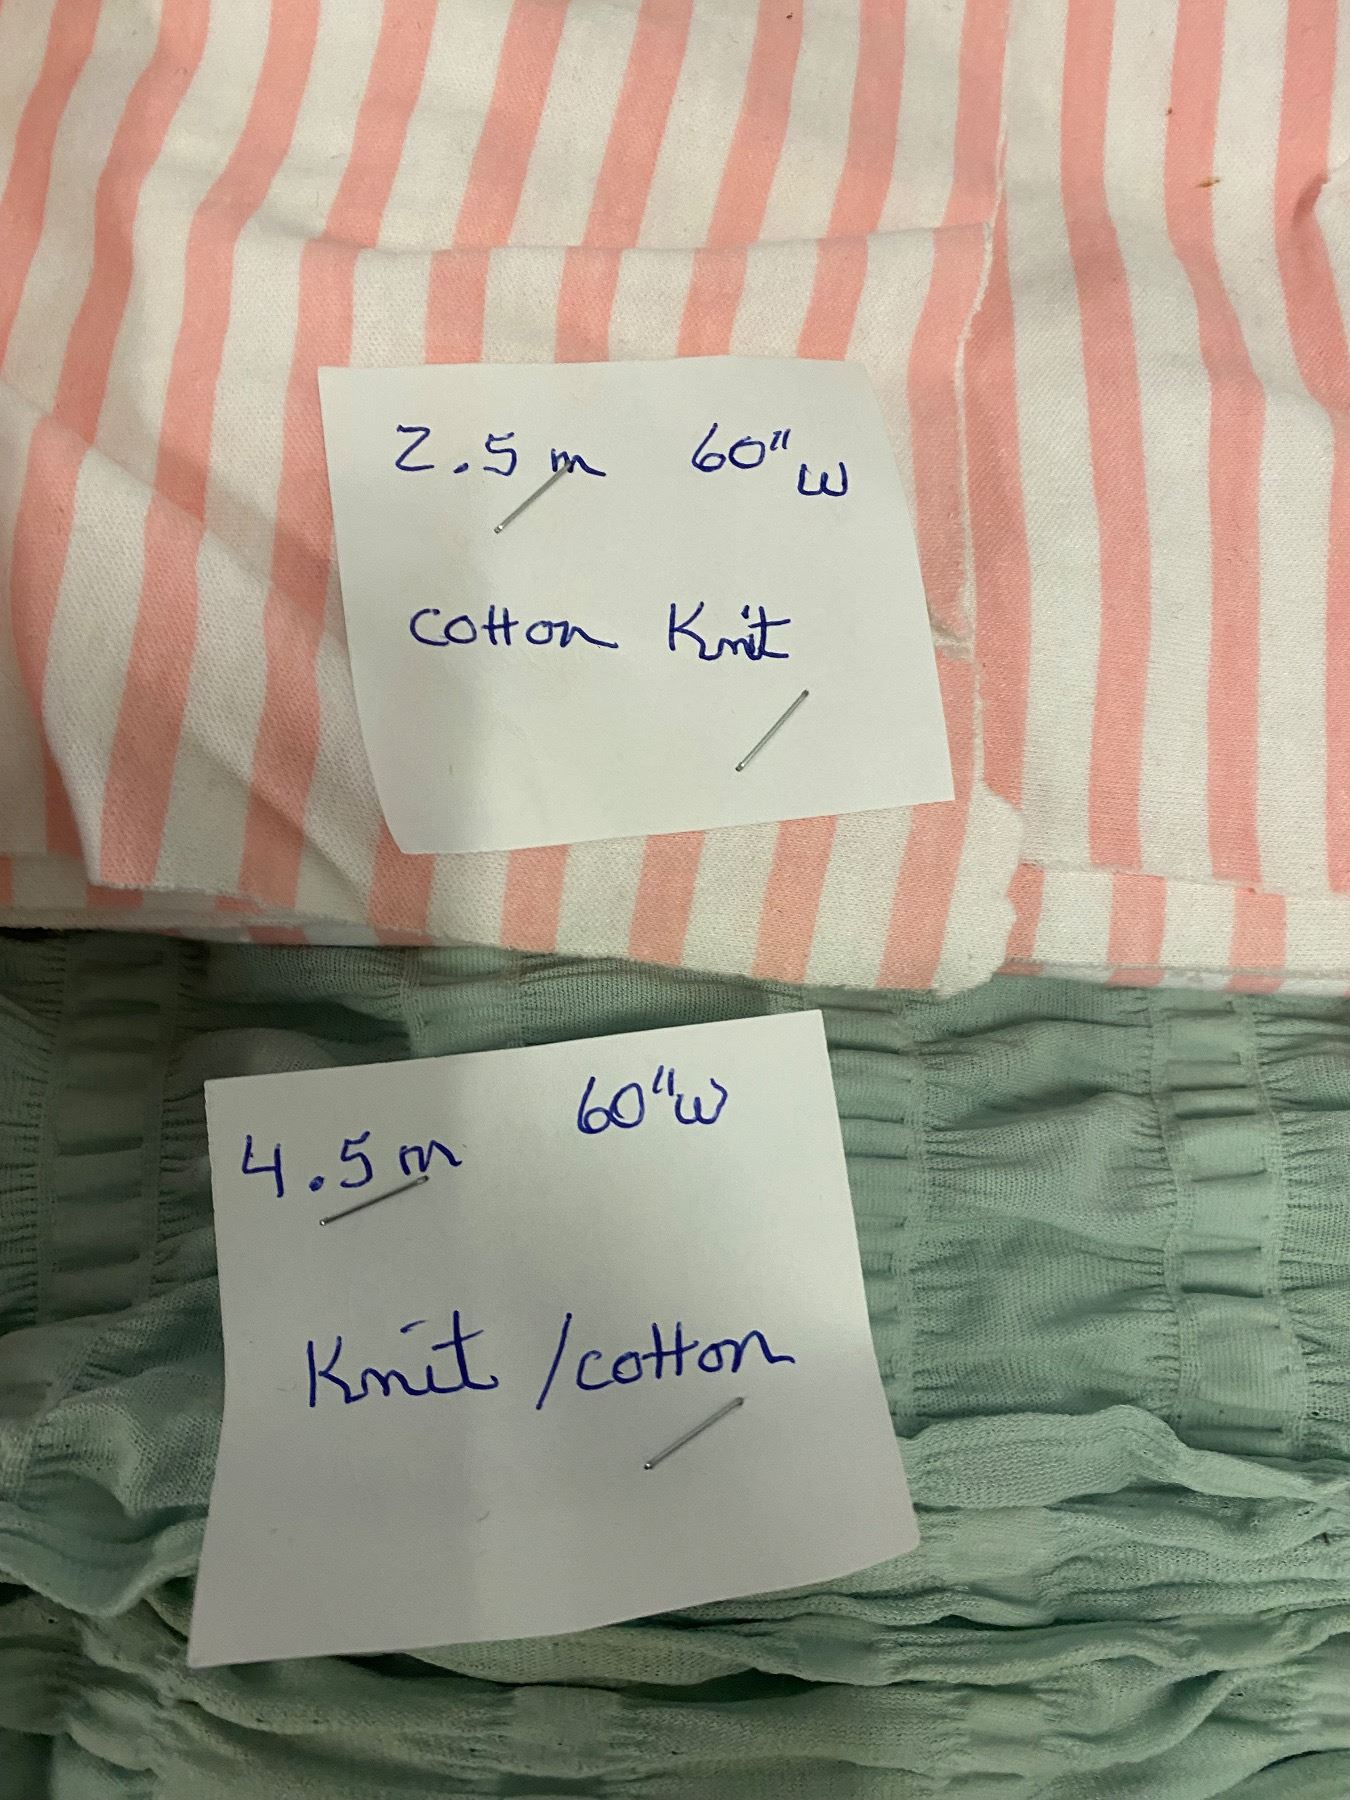 2.5 m 60" W
Cotton Knit
4.5 m 60" W
Knit / cotton